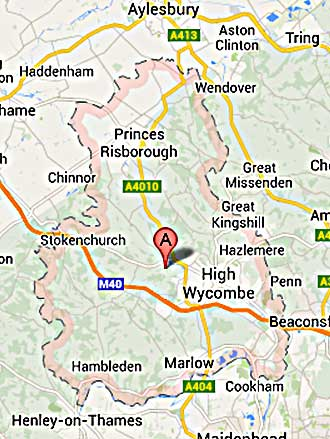 Aylesbury
A413
Aston
Clinton
Tring
Haddenham
Wendover
hame
Princes
Risborough
Chinnor
Great
Missenden
Che
A4010
Great
Kingshill
Am
Stokenchurch
A
Hazlemere
M40
High
Wycombe
Penn
A
Beaconsf
Marlow
Hambleden
A404
Cookham
Henley-on-Thames
Maidenhead